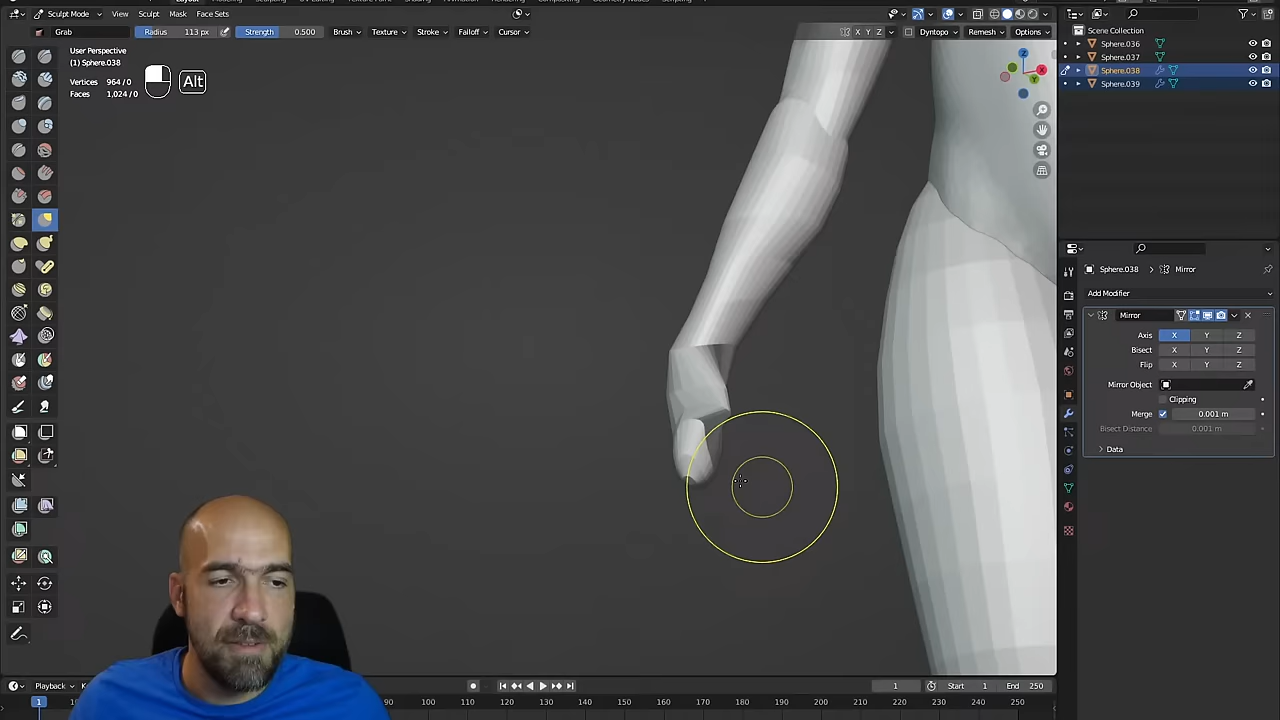 Sculpt Mode View Sculpt Mask Face Sets
Grab Radius 113 px Strength 0.500 Brush Texture Stroke Falloff Cursor X Y Z Dyntopo Remesh Options
User Perspective
(1) Sphere.038
Vertices 964/0
Faces 1,024/0
Alt
Z
X
Y
Scene Collection
Sphere.036
Sphere.037
Sphere.038
Sphere.039
Sphere.038 > Mirror
Add Modifier
Mirror
Axis X Y Z
Bisect X Y Z
Flip X Y Z
Mirror Object
Clipping
Merge 0.001 m
Bisect Distance 0.001 m
Data
Playback 1 Start 1 End 250
1 100 110 120 130 140 150 160 170 180 190 200 210 220 230 240 250